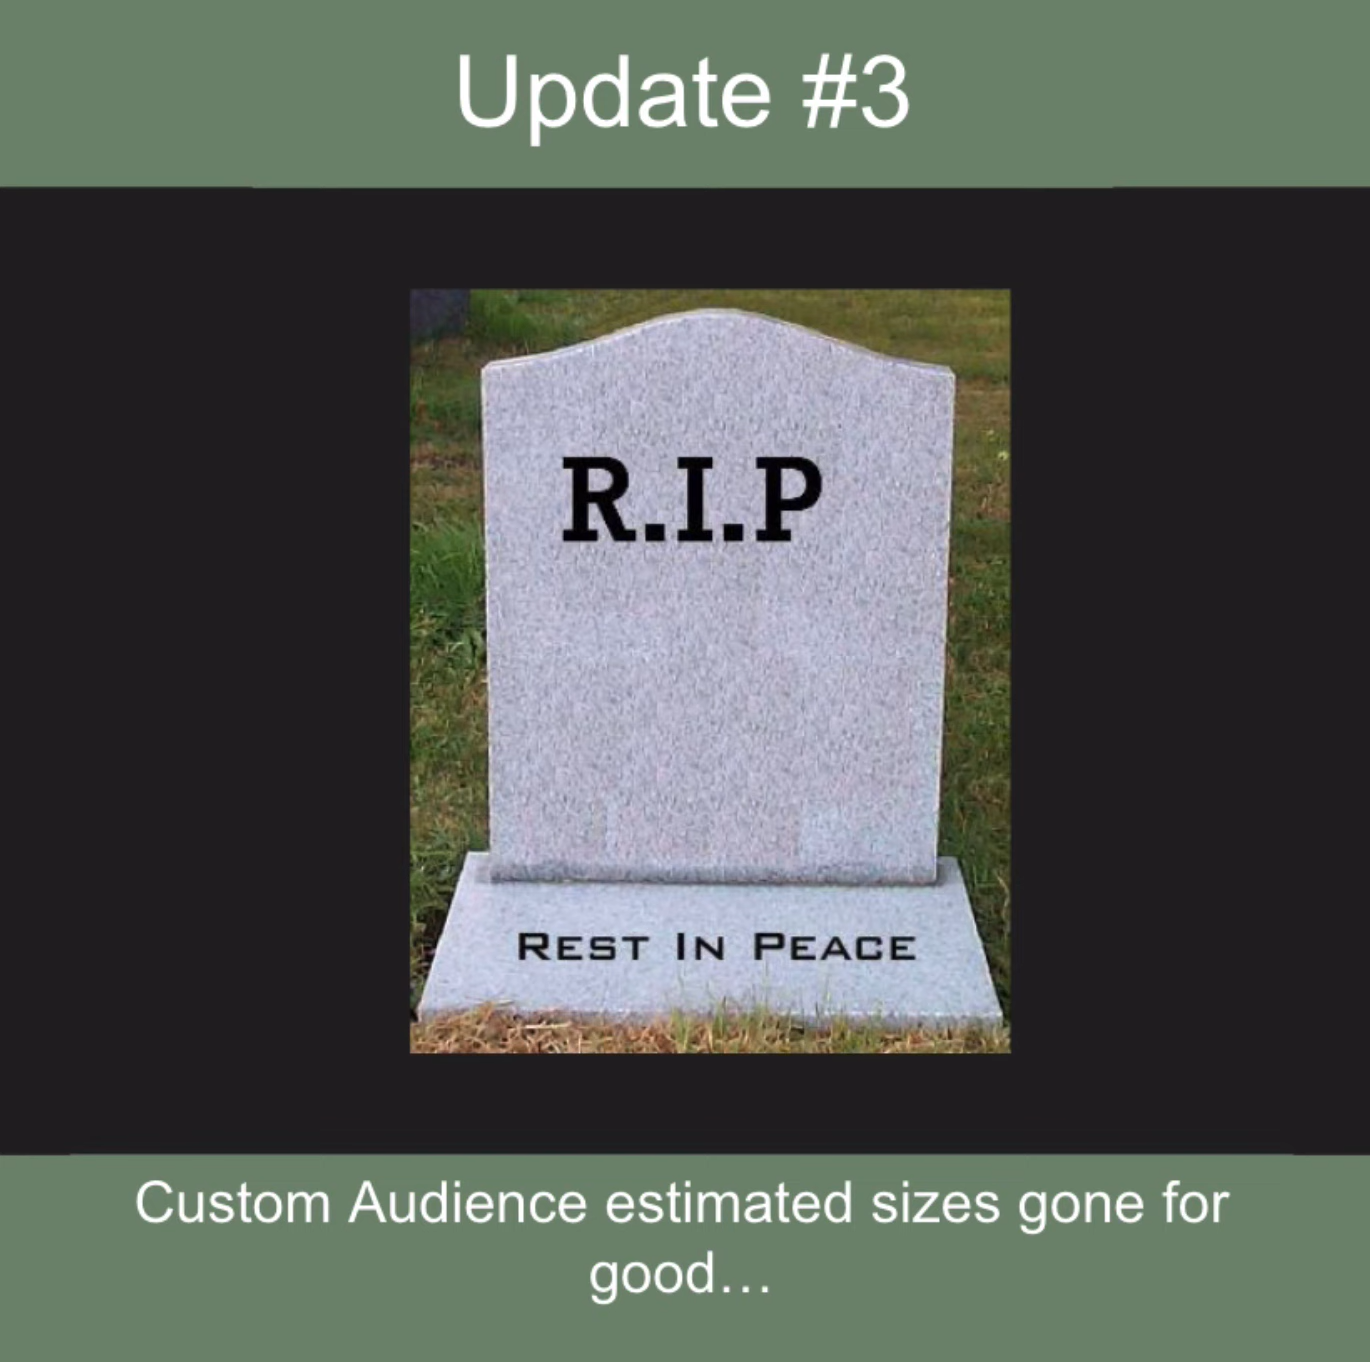 Update #3
R.I.P
REST IN PEACE
Custom Audience estimated sizes gone for
good…